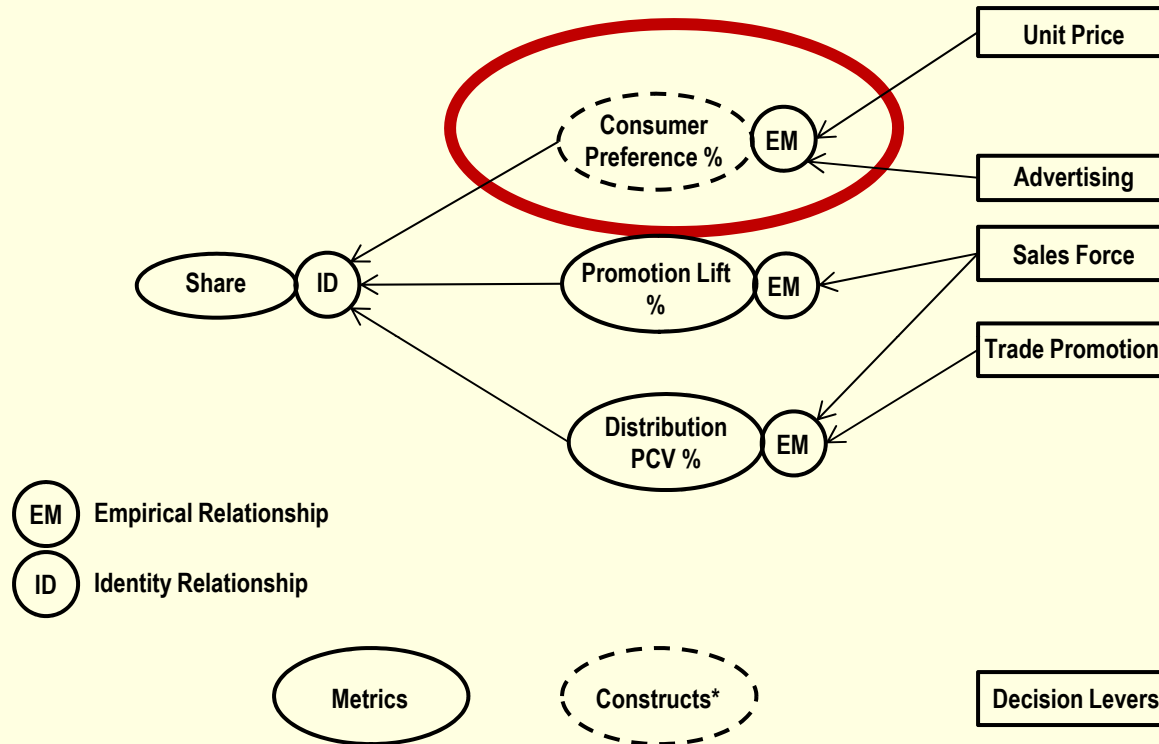 Unit Price
Consumer
Preference %
EM
Advertising
Share
ID
Promotion Lift
%
EM
Sales Force
Trade Promotion
Distribution
PCV %
EM
EM
Empirical Relationship
ID
Identity Relationship
Metrics
Constructs*
Decision Levers